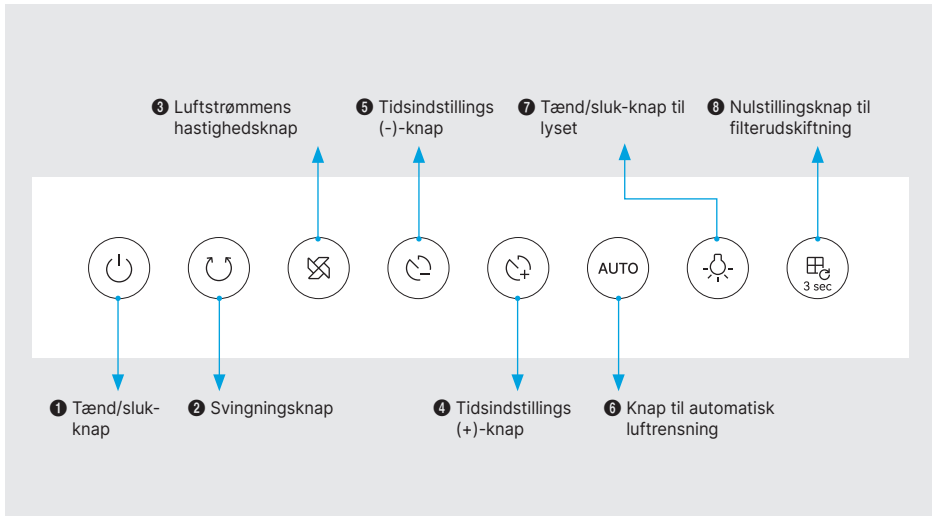 ❸ Luftstrømmens
hastighedsknap
❺ Tidsindstillings
(-)-knap
❼ Tænd/sluk-knap til
lyset
❽ Nulstillingsknap til
filterudskiftning
AUTO
3 sec
❶ Tænd/sluk-
knap
❷ Svingningsknap
❹ Tidsindstillings
(+)-knap
❻ Knap til automatisk
luftrensning